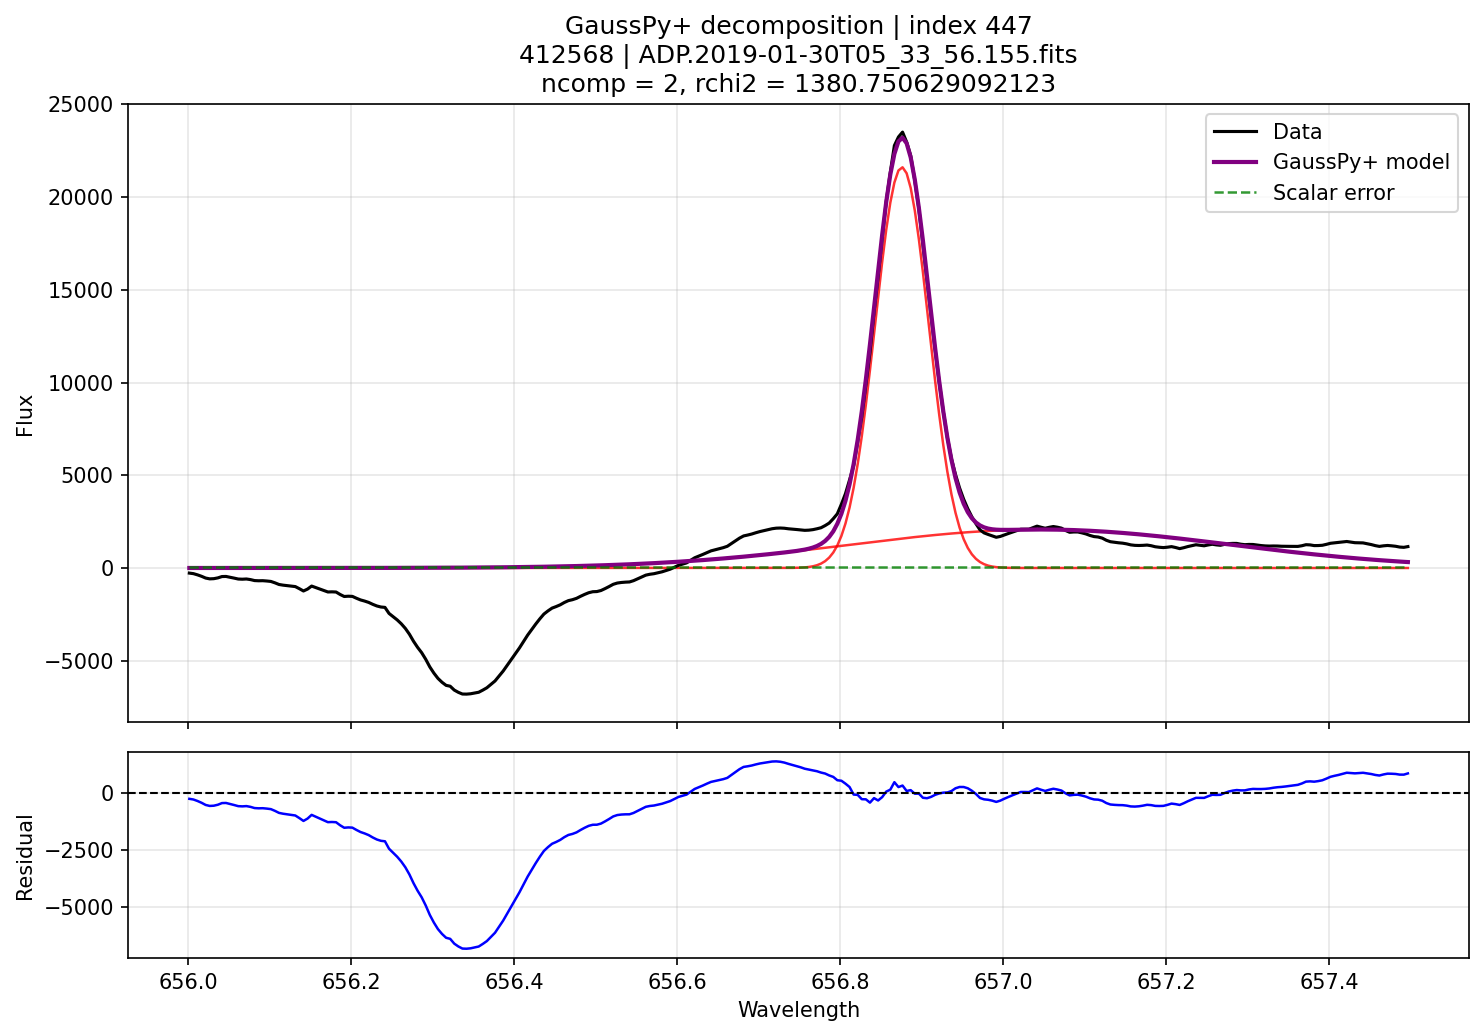 GaussPy+ decomposition | index 447
412568 | ADP.2019-01-30T05_33_56.155.fits
ncomp = 2, rchi2 = 1380.750629092123
Data
GaussPy+ model
Scalar error
Flux
25000
20000
15000
10000
5000
0
−5000
Residual
0
−2500
−5000
656.0 656.2 656.4 656.6 656.8 657.0 657.2 657.4
Wavelength